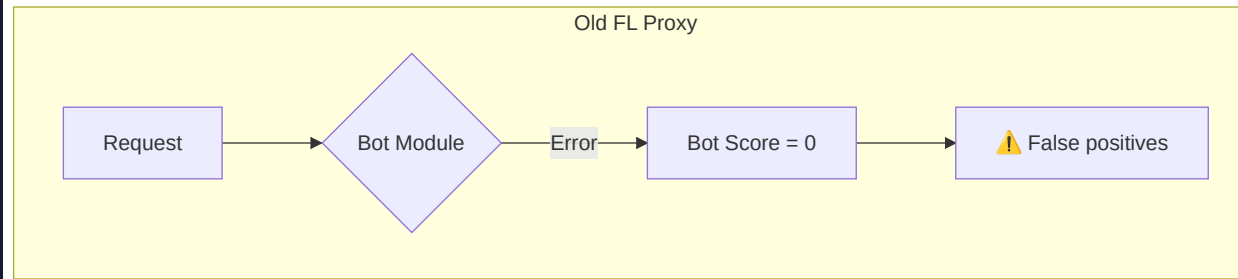 Old FL Proxy
Request
Bot Module
Error
Bot Score = 0
⚠️ False positives